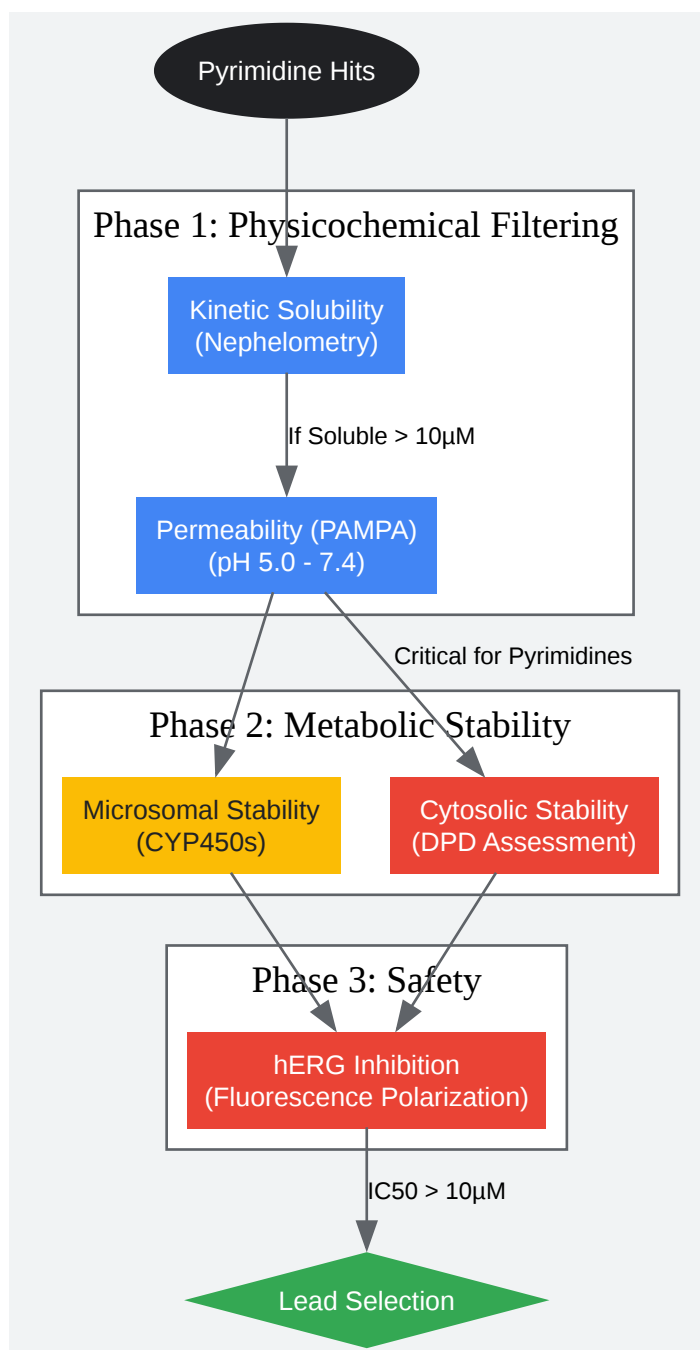 Pyrimidine Hits
Phase 1: Physicochemical Filtering
Kinetic Solubility
(Nephelometry)
If Soluble > 10µM
Permeability (PAMPA)
(pH 5.0 - 7.4)
Critical for Pyrimidines
Phase 2: Metabolic Stability
Microsomal Stability
(CYP450s)
Cytosolic Stability
(DPD Assessment)
Phase 3: Safety
hERG Inhibition
(Fluorescence Polarization)
IC50 > 10µM
Lead Selection